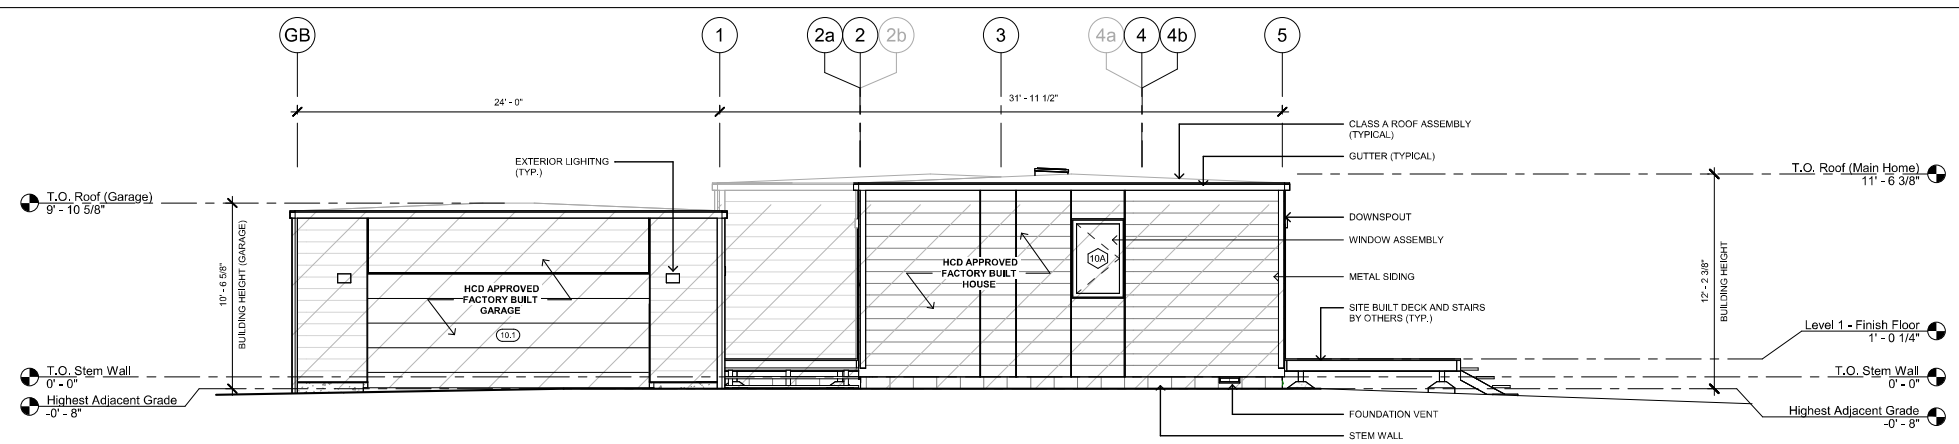 GB
1
2a
2
2b
3
4a
4
4b
5
24' - 0"
31' - 11 1/2"
CLASS A ROOF ASSEMBLY
(TYPICAL)
GUTTER (TYPICAL)
EXTERIOR LIGHITNG
(TYP.)
T.O. Roof (Garage)
9' - 10 5/8"
T.O. Roof (Main Home)
11' - 6 3/8"
DOWNSPOUT
WINDOW ASSEMBLY
10A
METAL SIDING
HCD APPROVED
FACTORY BUILT
HOUSE
HCD APPROVED
FACTORY BUILT
GARAGE
10.1
10' - 6 5/8"
BUILDING HEIGHT (GARAGE)
12' - 2 3/8"
BUILDING HEIGHT
SITE BUILT DECK AND STAIRS
BY OTHERS (TYP.)
Level 1 - Finish Floor
1' - 0 1/4"
T.O. Stem Wall
0' - 0"
T.O. Stem Wall
0' - 0"
Highest Adjacent Grade
-0' - 8"
Highest Adjacent Grade
-0' - 8"
FOUNDATION VENT
STEM WALL